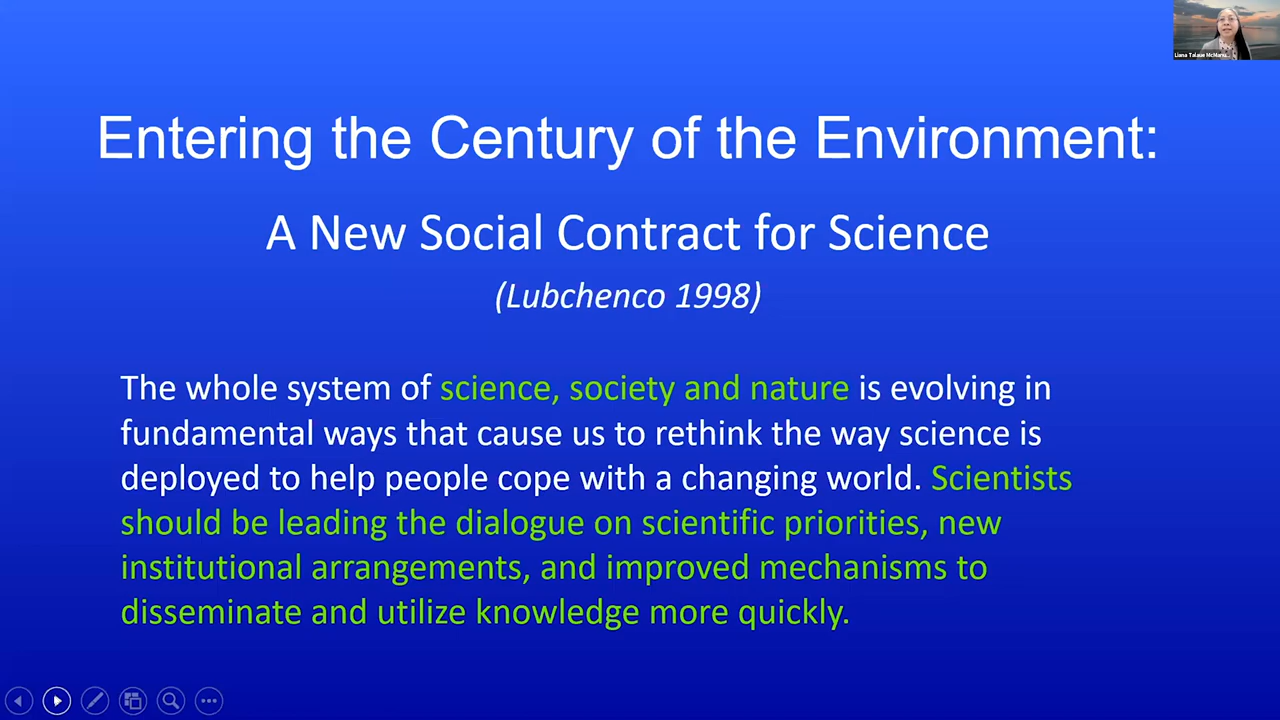 Liana Talaue McManu...
Entering the Century of the Environment:
A New Social Contract for Science
(Lubchenco 1998)
The whole system of science, society and nature is evolving in
fundamental ways that cause us to rethink the way science is
deployed to help people cope with a changing world. Scientists
should be leading the dialogue on scientific priorities, new
institutional arrangements, and improved mechanisms to
disseminate and utilize knowledge more quickly.